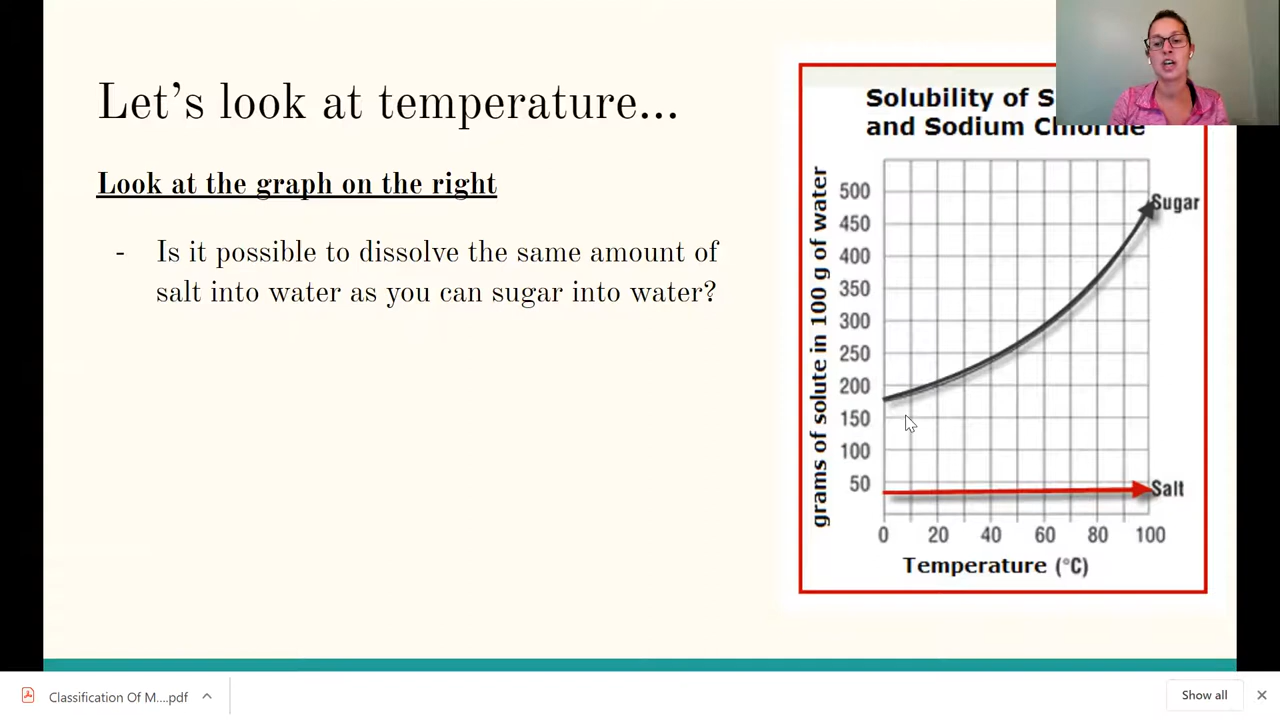 Let's look at temperature...
Look at the graph on the right
- Is it possible to dissolve the same amount of
salt into water as you can sugar into water?
Solubility of
and Sodium Chloride
grams of solute in 100 g of water
500
450
400
350
300
250
200
150
100
50
Sugar
Salt
0 20 40 60 80 100
Temperature (°C)
Classification Of M....pdf
Show all